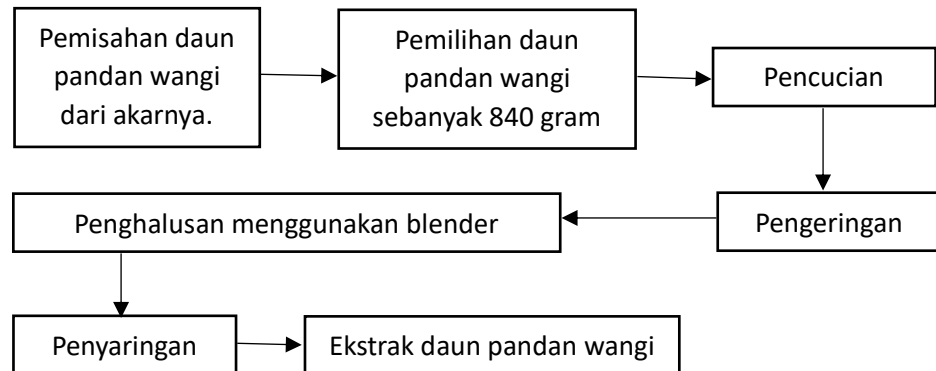 Pemisahan daun
pandan wangi
dari akarnya.
Pemilihan daun
pandan wangi
sebanyak 840 gram
Pencucian
Pengeringan
Penghalusan menggunakan blender
Penyaringan
Ekstrak daun pandan wangi